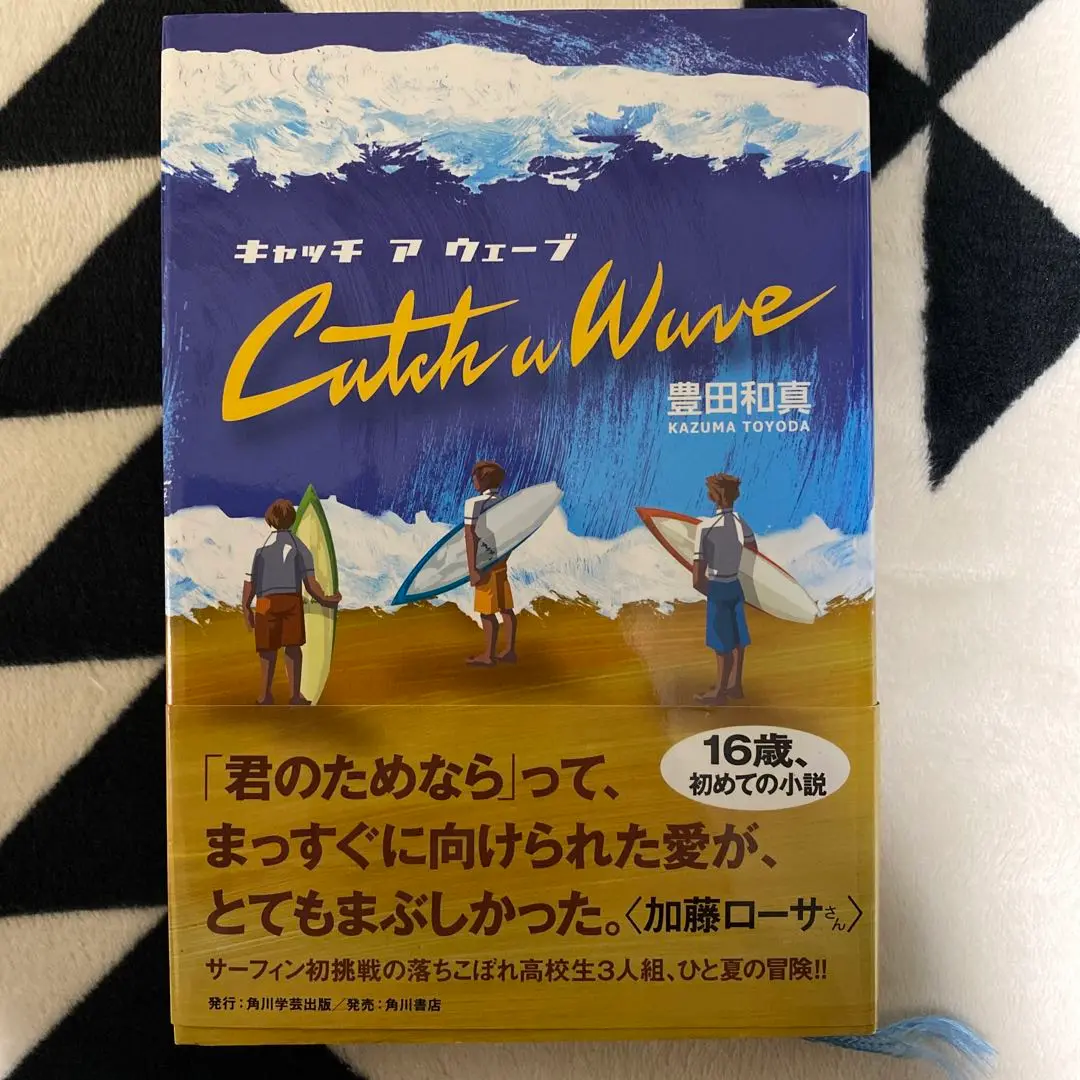 キャッチ ア ウェーブ
Catch a Wave
豊田和真
KAZUMA TOYODA
16歳、
初めての小説
「君のためなら」って、
まっすぐに向けられた愛が、
とてもまぶしかった。〈加藤ローサさん〉
サーフィン初挑戦の落ちこぼれ高校生3人組、ひと夏の冒険!!
発行：角川学芸出版／発売：角川書店